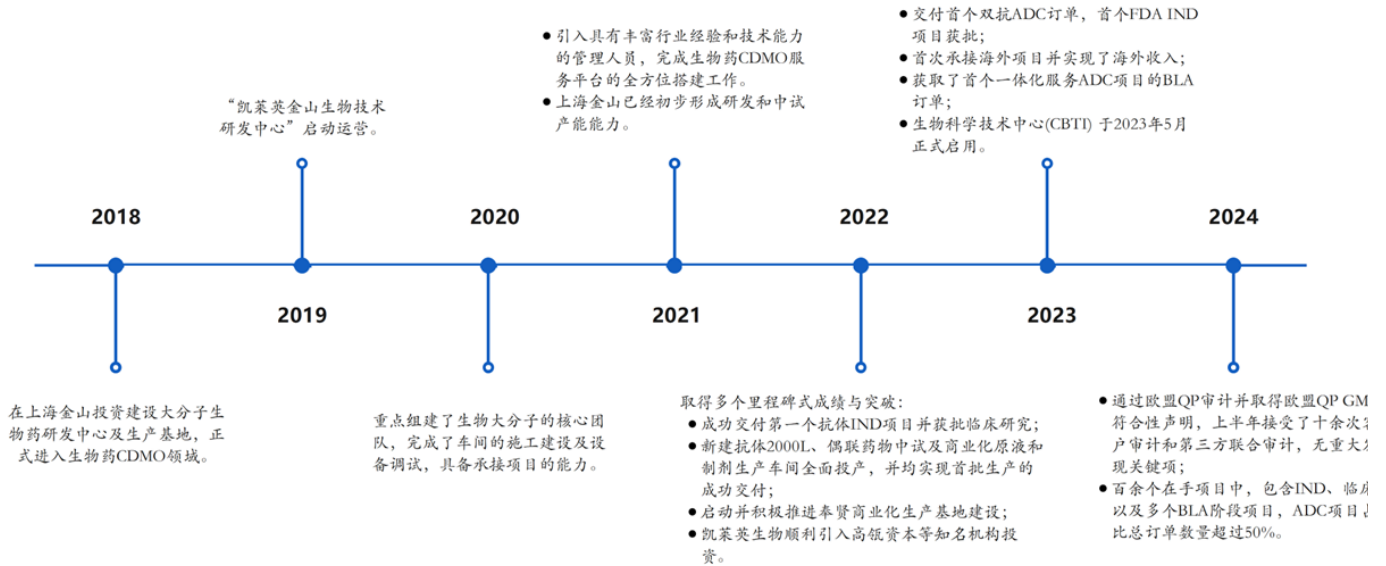 2018
在上海金山投资建设大分子生
物药研发中心及生产基地，正
式进入生物药CDMO领域。
“凯莱英金山生物技术
研发中心”启动运营。
2019
2020
重点组建了生物大分子的核心团
队，完成了车间的施工建设及设
备调试，具备承接项目的能力。
● 引入具有丰富行业经验和技术能力
的管理人员，完成生物药CDMO服
务平台的全方位搭建工作。
● 上海金山已经初步形成研发和中试
产能能力。
2021
2022
取得多个里程碑式成绩与突破：
● 成功交付第一个抗体IND项目并获批临床研究；
● 新建抗体2000L、偶联药物中试及商业化原液和
制剂生产车间全面投产，并均实现首批生产的
成功交付；
● 启动并积极推进奉贤商业化生产基地建设；
● 凯莱英生物顺利引入高瓴资本等知名机构投
资。
● 交付首个双抗ADC订单，首个FDA IND
项目获批；
● 首次承接海外项目并实现了海外收入；
● 获取了首个一体化服务ADC项目的BLA
订单；
● 生物科学技术中心(CBTI) 于2023年5月
正式启用。
2023
2024
● 通过欧盟QP审计并取得欧盟QP GM
符合性声明，上半年接受了十余次
户审计和第三方联合审计，无重大
现关键项；
● 百余个在手项目中，包含IND、临
以及多个BLA阶段项目，ADC项目
比总订单数量超过50%。